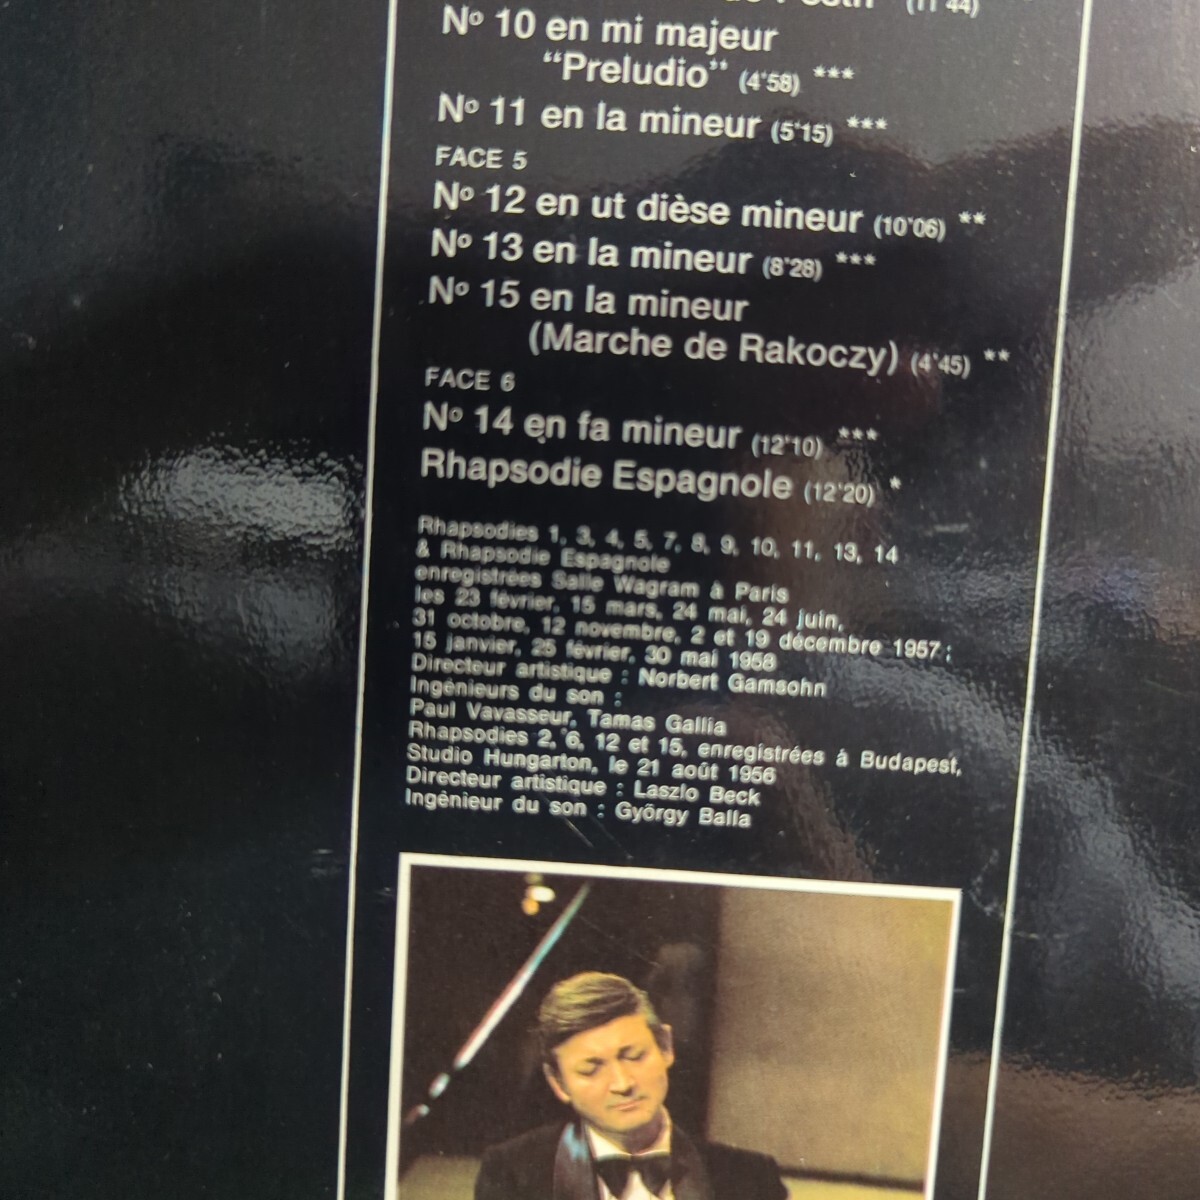 (11'44)
Nº 10 en mi majeur
"Preludio" (4'58) ***
Nº 11 en la mineur (5'15) ***
FACE 5
Nº 12 en ut dièse mineur (10'06) **
Nº 13 en la mineur (8'28) ***
Nº 15 en la mineur
(Marche de Rakoczy) (4'45) **
FACE 6
Nº 14 en fa mineur (12'10) ***
Rhapsodie Espagnole (12'20) *
Rhapsodies 1, 3, 4, 5, 7, 8, 9, 10, 11, 13, 14
& Rhapsodie Espagnole
enregistrées Salle Wagram à Paris
les 23 février, 15 mars, 24 mai, 24 juin,
31 octobre, 12 novembre, 2 et 19 décembre 1957 ;
15 janvier, 25 février, 30 mai 1958
Directeur artistique : Norbert Gamsohn
Ingénieurs du son :
Paul Vavasseur, Tamas Gallia
Rhapsodies 2, 6, 12 et 15, enregistrées à Budapest,
Studio Hungarton, le 21 août 1956
Directeur artistique : Laszlo Beck
Ingénieur du son : György Balla